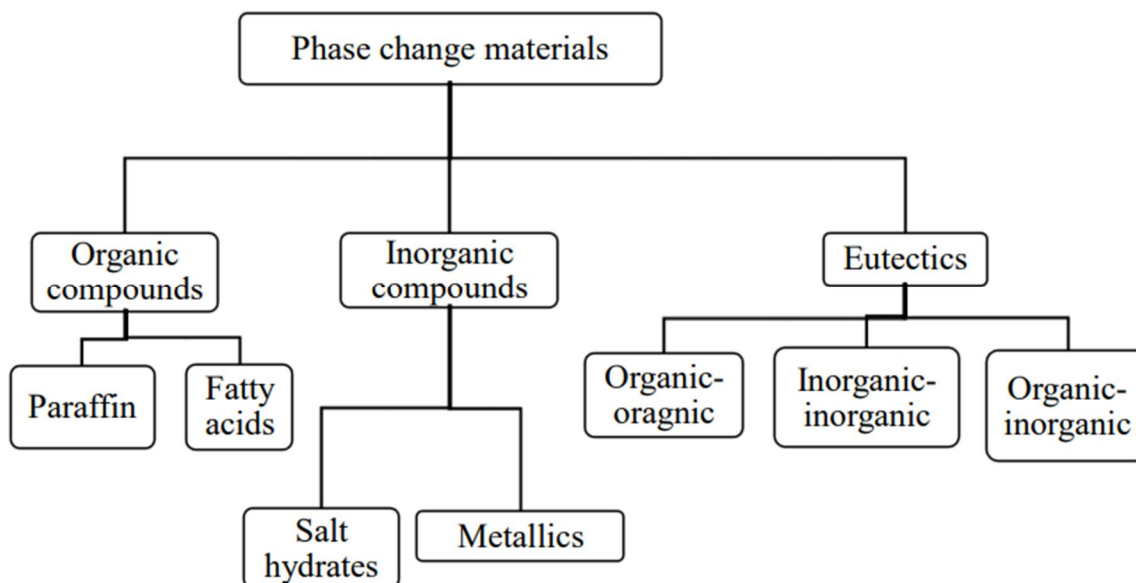 Phase change materials
Organic
compounds
Inorganic
compounds
Eutectics
Paraffin
Fatty
acids
Salt
hydrates
Metallics
Organic-
oragnic
Inorganic-
inorganic
Organic-
inorganic